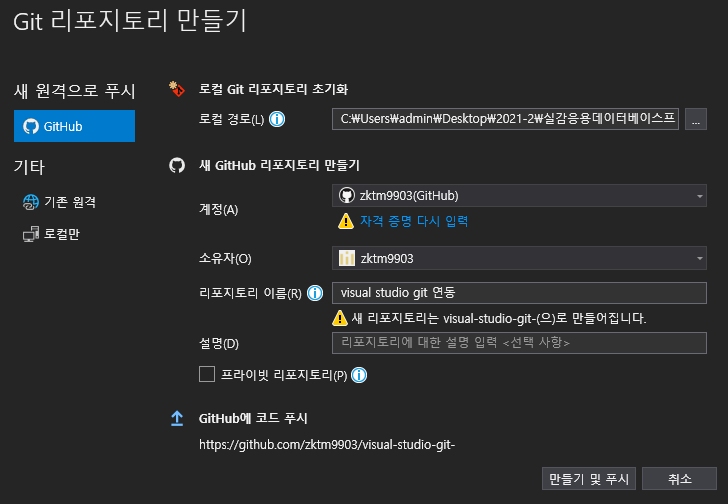 Git 리포지토리 만들기
새 원격으로 푸시
GitHub
기타
기존 원격
로컬만
로컬 Git 리포지토리 초기화
로컬 경로(L)
C:₩Users₩admin₩Desktop₩2021-2₩실감응용데이터베이스프
...
새 GitHub 리포지토리 만들기
계정(A)
zktm9903(GitHub)
자격 증명 다시 입력
소유자(O)
zktm9903
리포지토리 이름(R)
visual studio git 연동
새 리포지토리는 visual-studio-git-(으)로 만들어집니다.
설명(D)
리포지토리에 대한 설명 입력 <선택 사항>
프라이빗 리포지토리(P)
GitHub에 코드 푸시
https://github.com/zktm9903/visual-studio-git-
만들기 및 푸시
취소